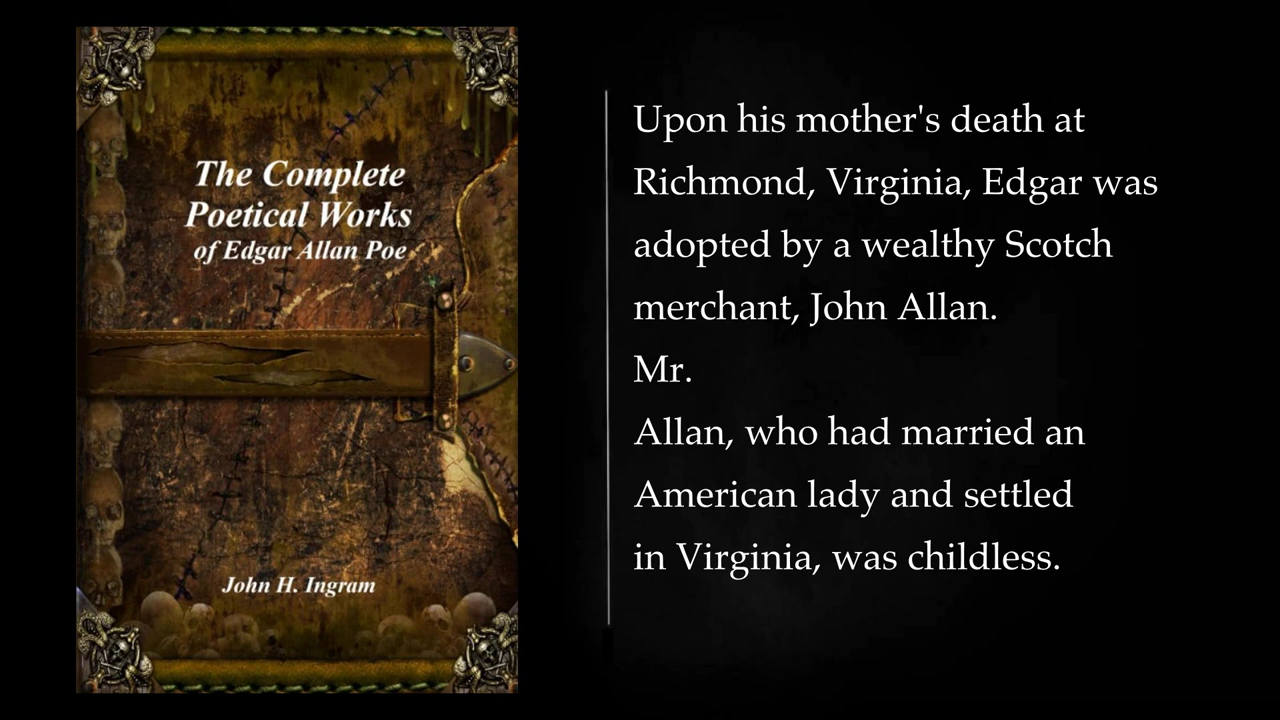 The Complete
Poetical Works
of Edgar Allan Poe
John H. Ingram
Upon his mother's death at
Richmond, Virginia, Edgar was
adopted by a wealthy Scotch
merchant, John Allan.
Mr.
Allan, who had married an
American lady and settled
in Virginia, was childless.